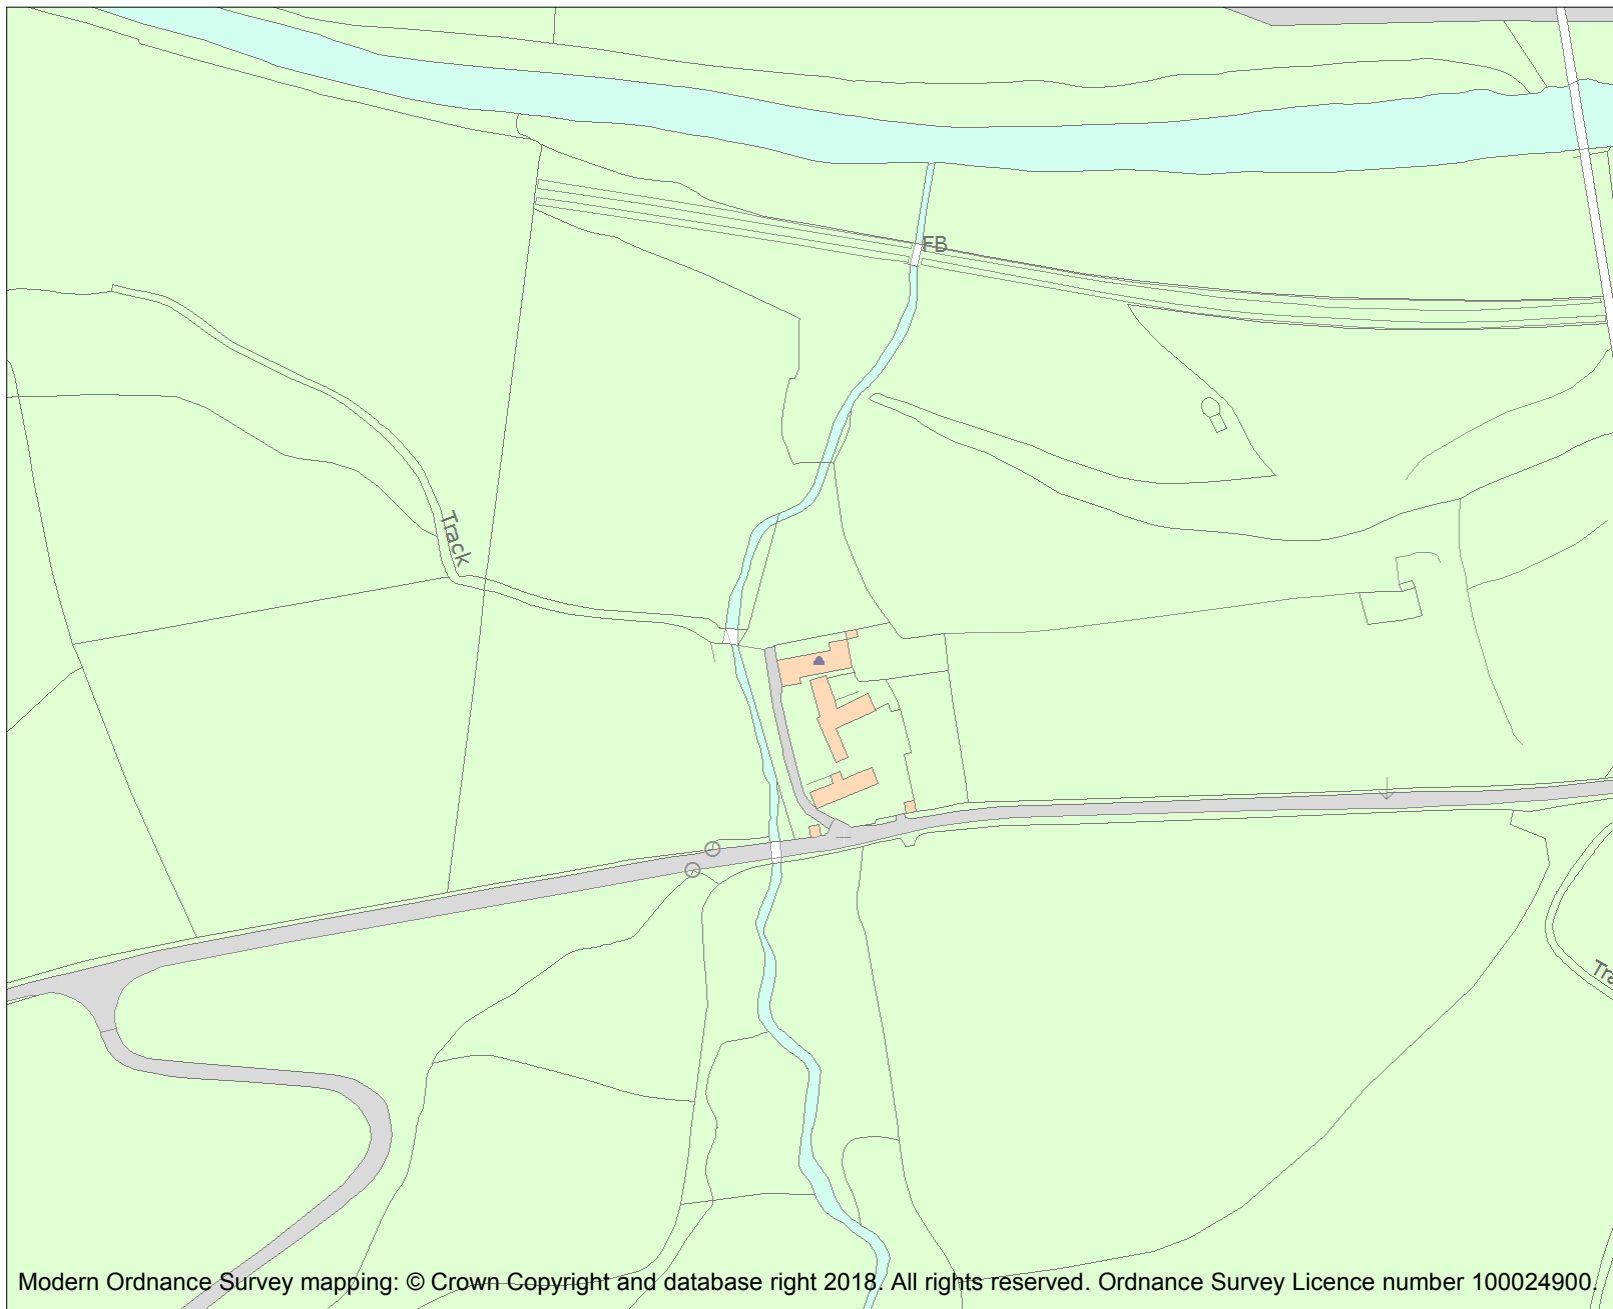 FB
Track
Tra
Modern Ordnance Survey mapping: © Crown Copyright and database right 2018. All rights reserved. Ordnance Survey Licence number 100024900.